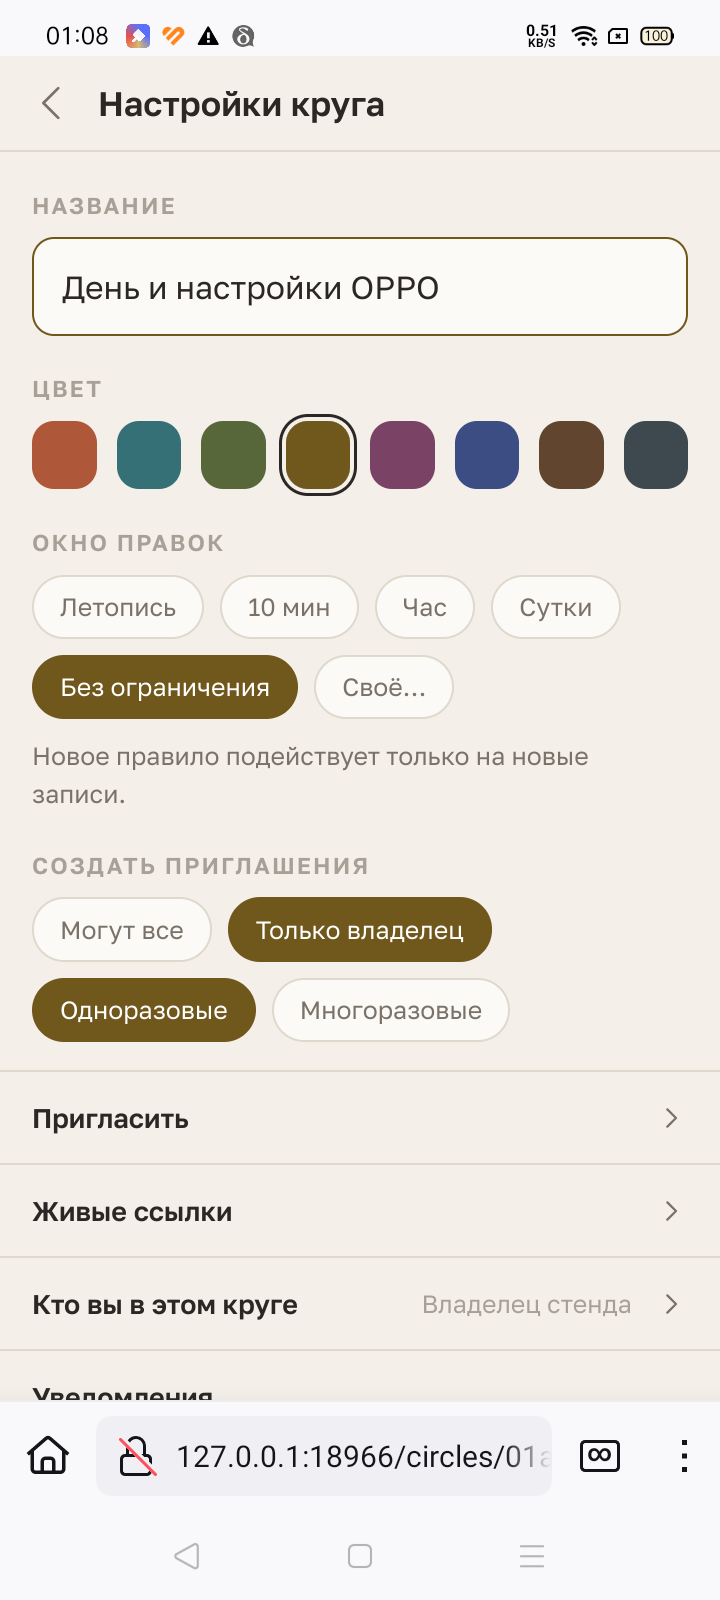 01:08
0.51
KB/S
100
Настройки круга
НАЗВАНИЕ
День и настройки OPPO
ЦВЕТ
ОКНО ПРАВОК
Летопись
10 мин
Час
Сутки
Без ограничения
Своё...
Новое правило подействует только на новые
записи.
СОЗДАТЬ ПРИГЛАШЕНИЯ
Могут все
Только владелец
Одноразовые
Многоразовые
Пригласить
Живые ссылки
Кто вы в этом круге
Владелец стенда
Уведомления
127.0.0.1:18966/circles/01a